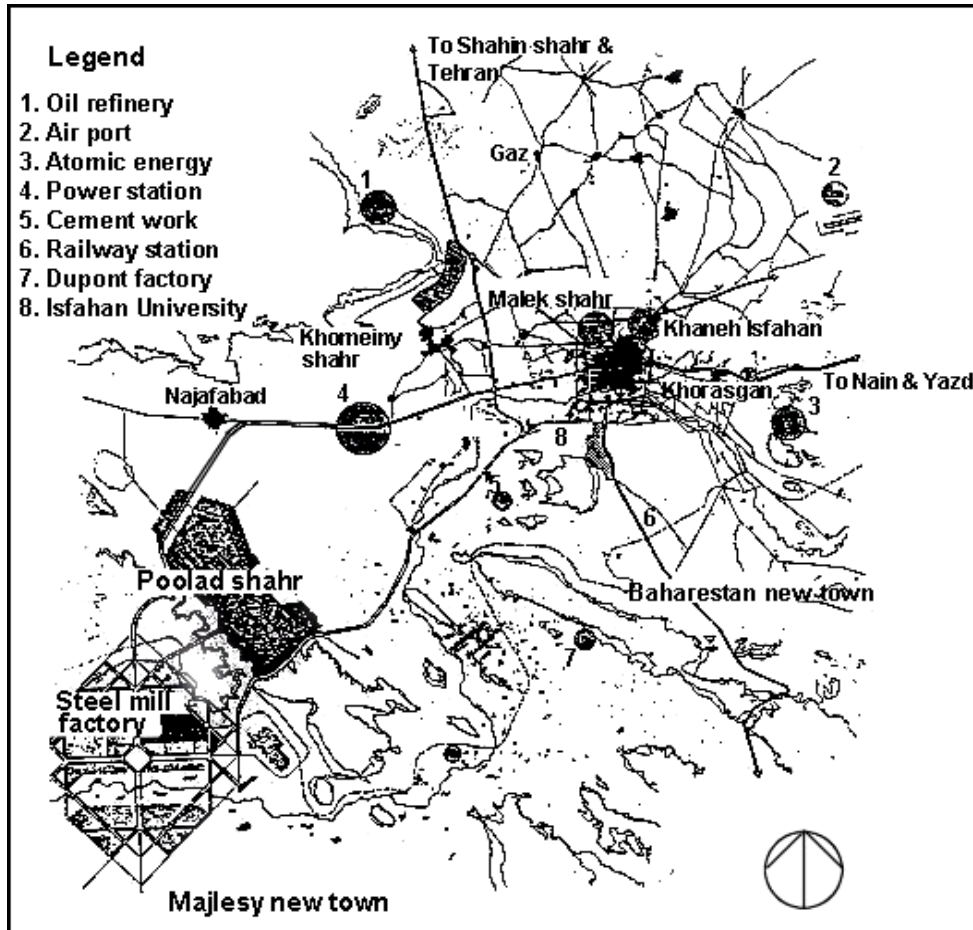 Legend
1. Oil refinery
2. Air port
3. Atomic energy
4. Power station
5. Cement work
6. Railway station
7. Dupont factory
8. Isfahan University
To Shahin shahr &
Tehran
Gaz
1
2
Malek shahr
Khaneh Isfahan
Khomeiny
shahr
Khorasgan
To Nain & Yazd
Najafabad
4
3
8
5
6
Poolad shahr
Baharestan new town
7
Steel mill
factory
Majlesy new town